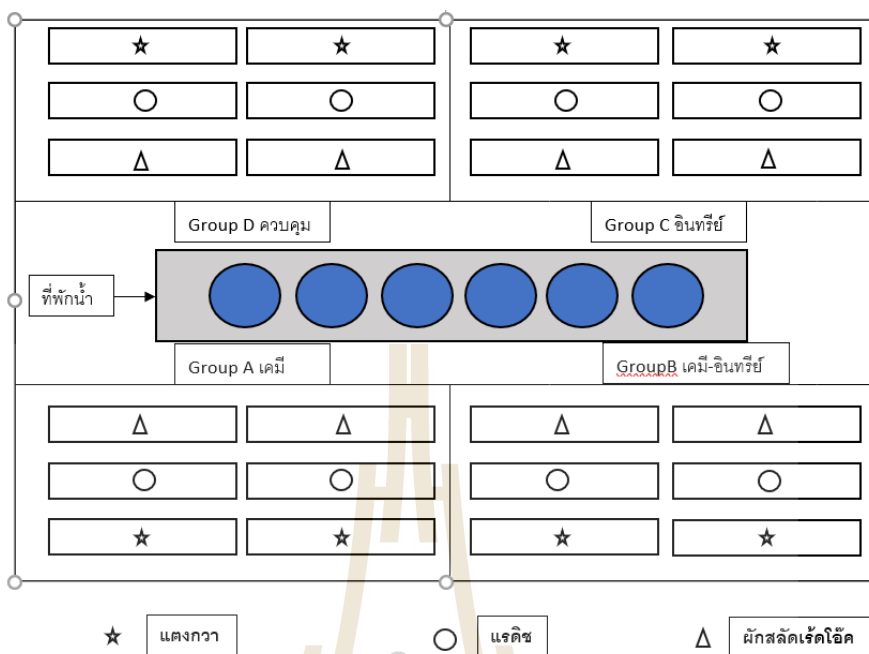 Group D ควบคุม
Group C อินทรีย์
ที่พักน้ำ
Group A เคมี
GroupB เคมี-อินทรีย์
แตงกวา
แรดิช
ผักสลัดเร้ดโอ๊ค